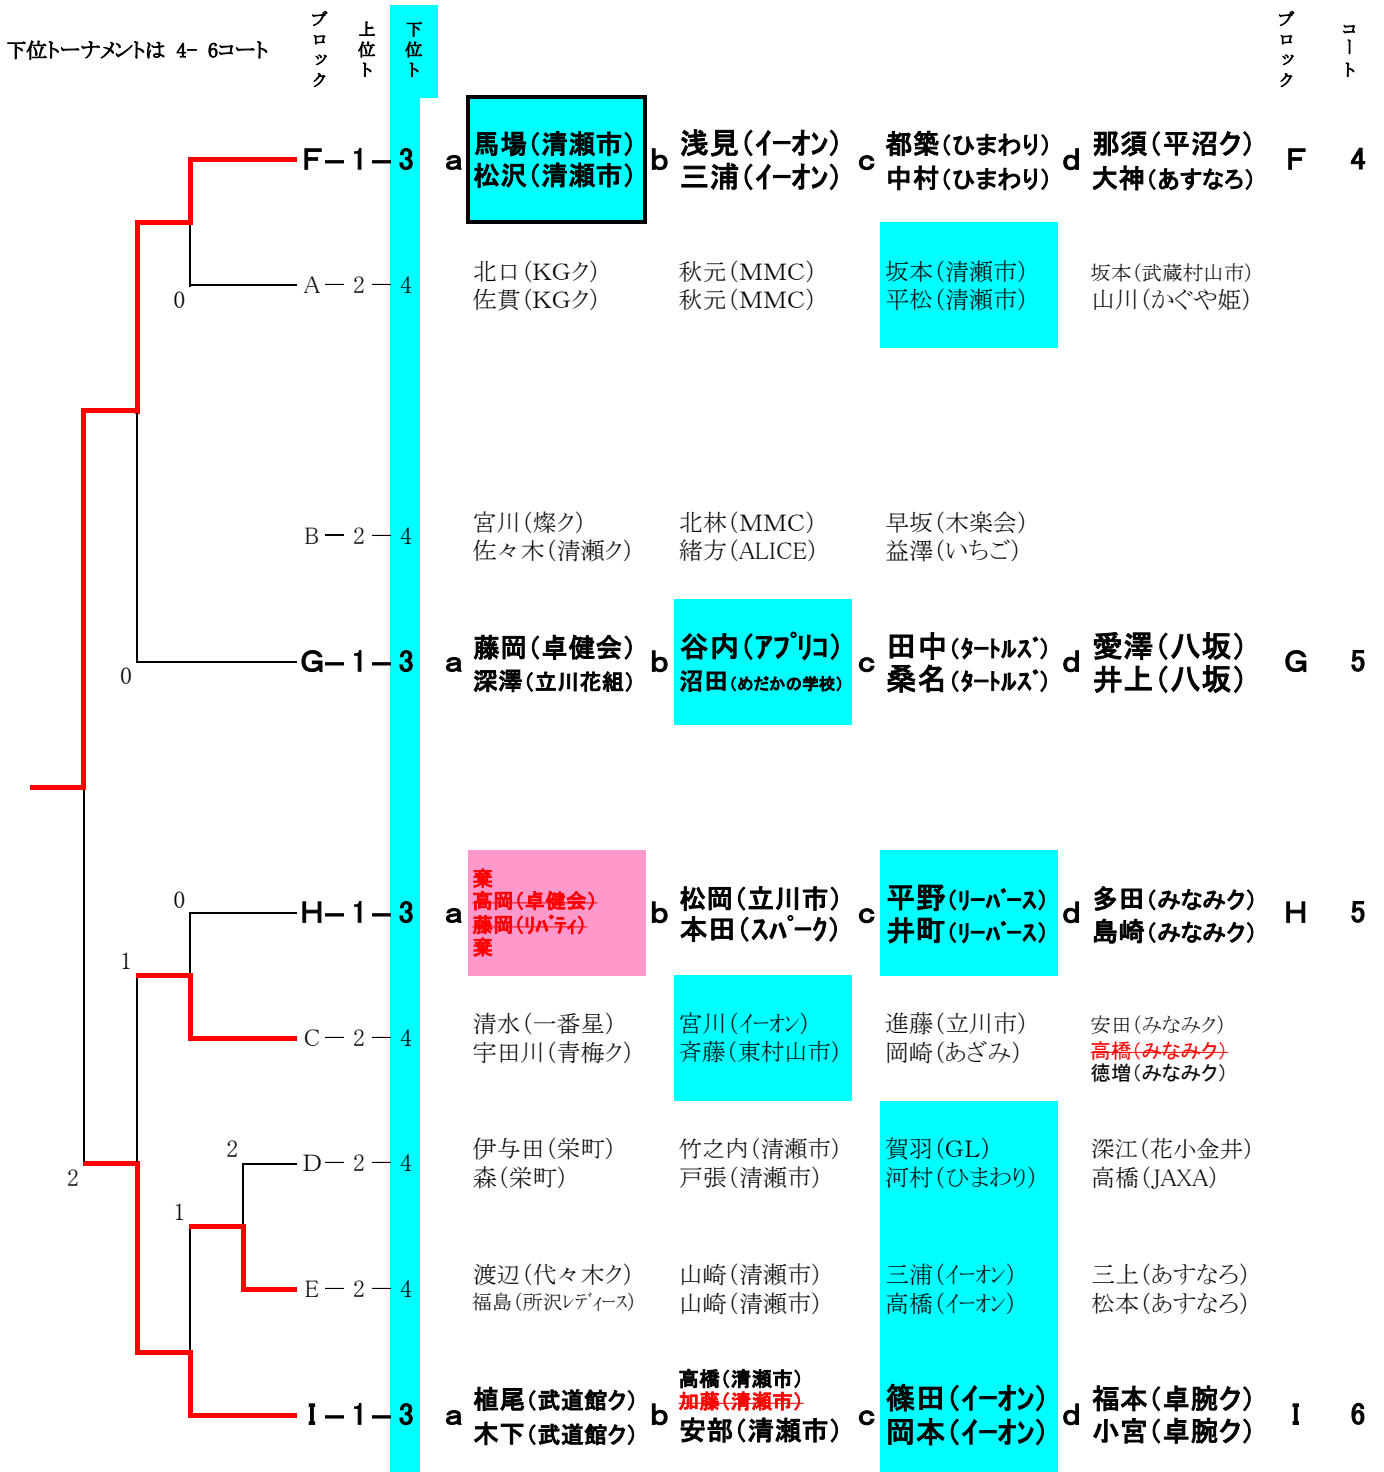 下位トーナメントは 4- 6コート
ブロック
上位ト
下位ト
ブロック
コート
F-1-3 a 馬場(清瀬市) b 浅見(イーオン) c 都築(ひまわり) d 那須(平沼ク) F 4
松沢(清瀬市) 三浦(イーオン) 中村(ひまわり) 大神(あすなろ)
A-2-4 北口(KGク) 秋元(MMC) 坂本(清瀬市) 坂本(武蔵村山市)
0 佐貫(KGク) 秋元(MMC) 平松(清瀬市) 山川(かぐや姫)
B-2-4 宮川(燦ク) 北林(MMC) 早坂(木楽会)
佐々木(清瀬ク) 緒方(ALICE) 益澤(いちご)
G-1-3 a 藤岡(卓健会) b 谷内(アプリコ) c 田中(タートルズ) d 愛澤(八坂) G 5
0 深澤(立川花組) 沼田(めだかの学校) 桑名(タートルズ) 井上(八坂)
棄
0 高岡(卓健会) 松岡(立川市) 平野(リーバース) 多田(みなみク)
H-1-3 a b c d H 5
藤岡(リバティ) 本田(スパーク) 井町(リーバース) 島崎(みなみク)
棄
1
C-2-4 清水(一番星) 宮川(イーオン) 進藤(立川市) 安田(みなみク)
宇田川(青梅ク) 斉藤(東村山市) 岡崎(あざみ) 高橋(みなみク)
徳増(みなみク)
2 D-2-4 伊与田(栄町) 竹之内(清瀬市) 賀羽(GL) 深江(花小金井)
2 森(栄町) 戸張(清瀬市) 河村(ひまわり) 高橋(JAXA)
1
E-2-4 渡辺(代々木ク) 山崎(清瀬市) 三浦(イーオン) 三上(あすなろ)
福島(所沢レディース) 山崎(清瀬市) 高橋(イーオン) 松本(あすなろ)
高橋(清瀬市)
植尾(武道館ク) 加藤(清瀬市) 篠田(イーオン) 福本(卓腕ク)
I-1-3 a b c d I 6
木下(武道館ク) 安部(清瀬市) 岡本(イーオン) 小宮(卓腕ク)